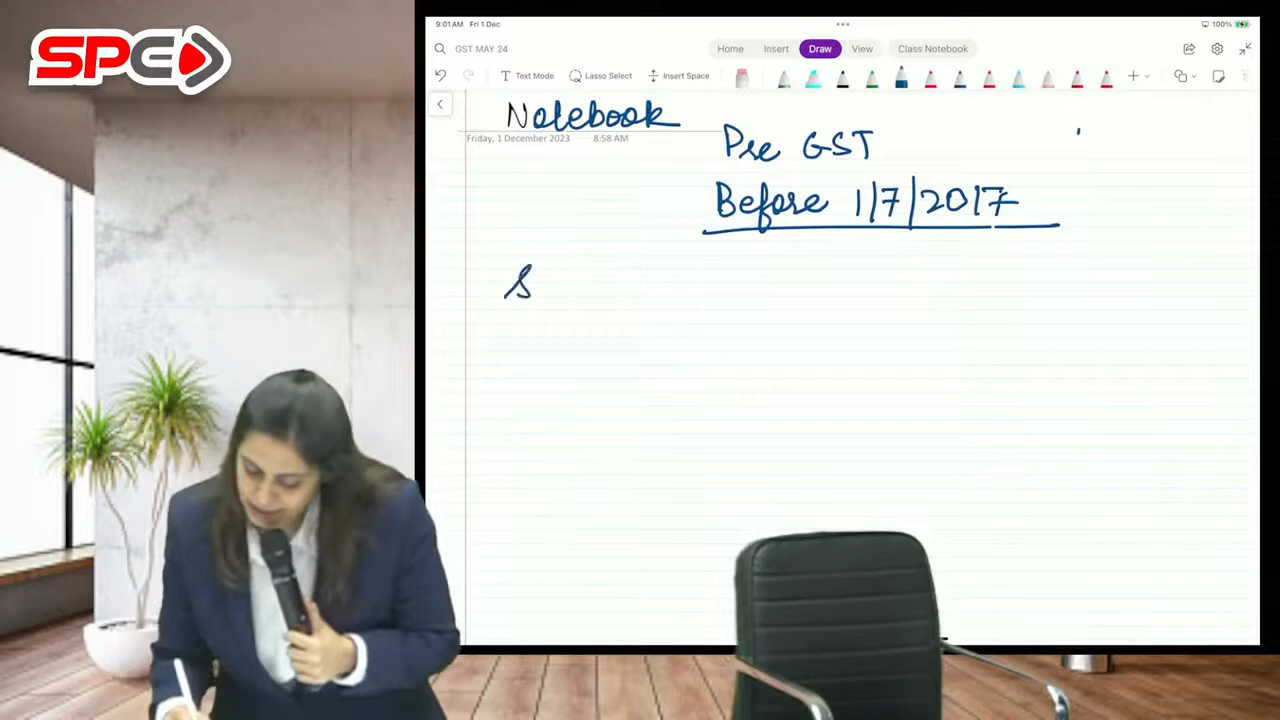 SPED
9:01 AM Fri 1 Dec
100%
GST MAY 24
Home Insert Draw View Class Notebook
Text Mode Lasso Select Insert Space
Notebook
Friday, 1 December 2023 8:58 AM
Pre GST
Before 1/7/2017
S